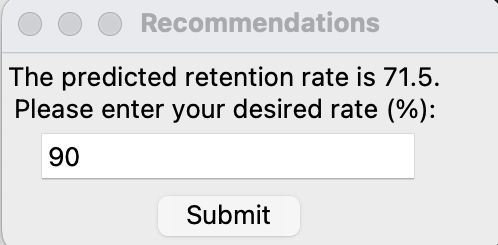 Recommendations
The predicted retention rate is 71.5.
Please enter your desired rate (%):
90
Submit